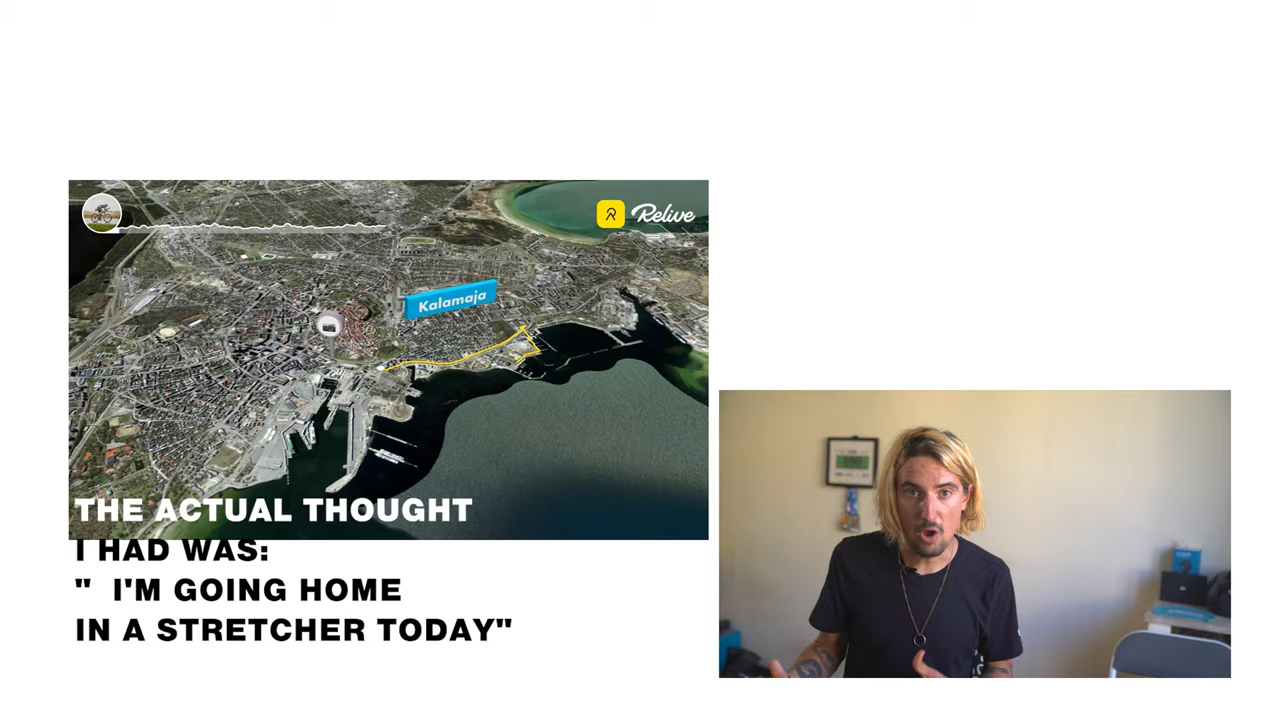 Relive
Kalamaja
THE ACTUAL THOUGHT
I HAD WAS:
" I'M GOING HOME
IN A STRETCHER TODAY"